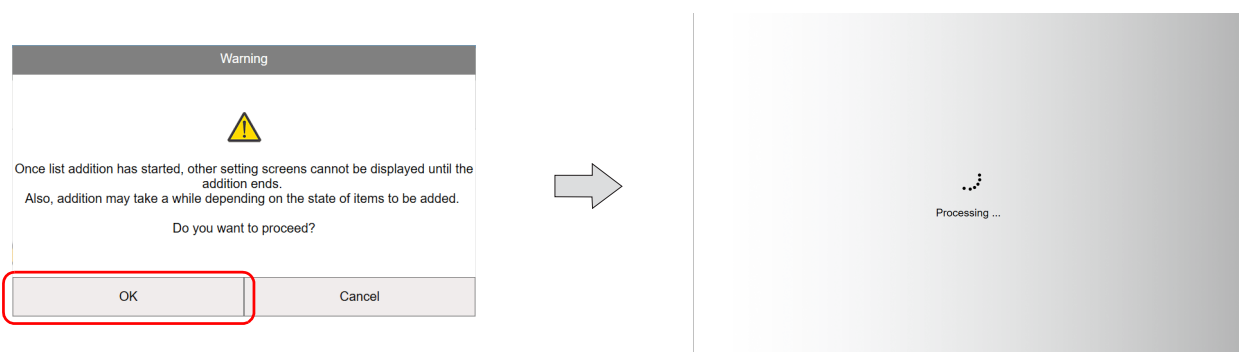 Warning
Once list addition has started, other setting screens cannot be displayed until the
addition ends.
Also, addition may take a while depending on the state of items to be added.
Do you want to proceed?
OK
Cancel
Processing ...